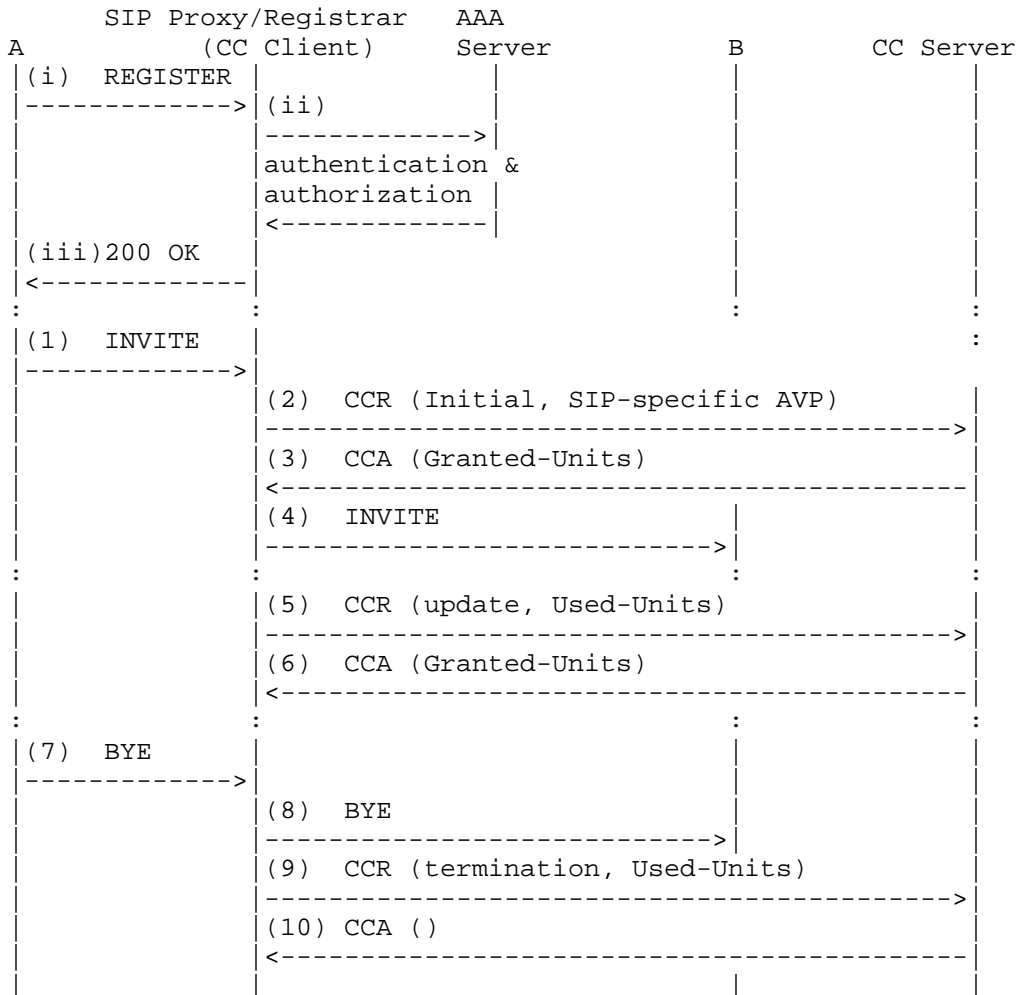 SIP Proxy/Registrar AAA
A (CC Client) Server B CC Server
(i) REGISTER
(ii)
authentication &
authorization
(iii)200 OK
(1) INVITE
(2) CCR (Initial, SIP-specific AVP)
(3) CCA (Granted-Units)
(4) INVITE
(5) CCR (update, Used-Units)
(6) CCA (Granted-Units)
(7) BYE
(8) BYE
(9) CCR (termination, Used-Units)
(10) CCA ()